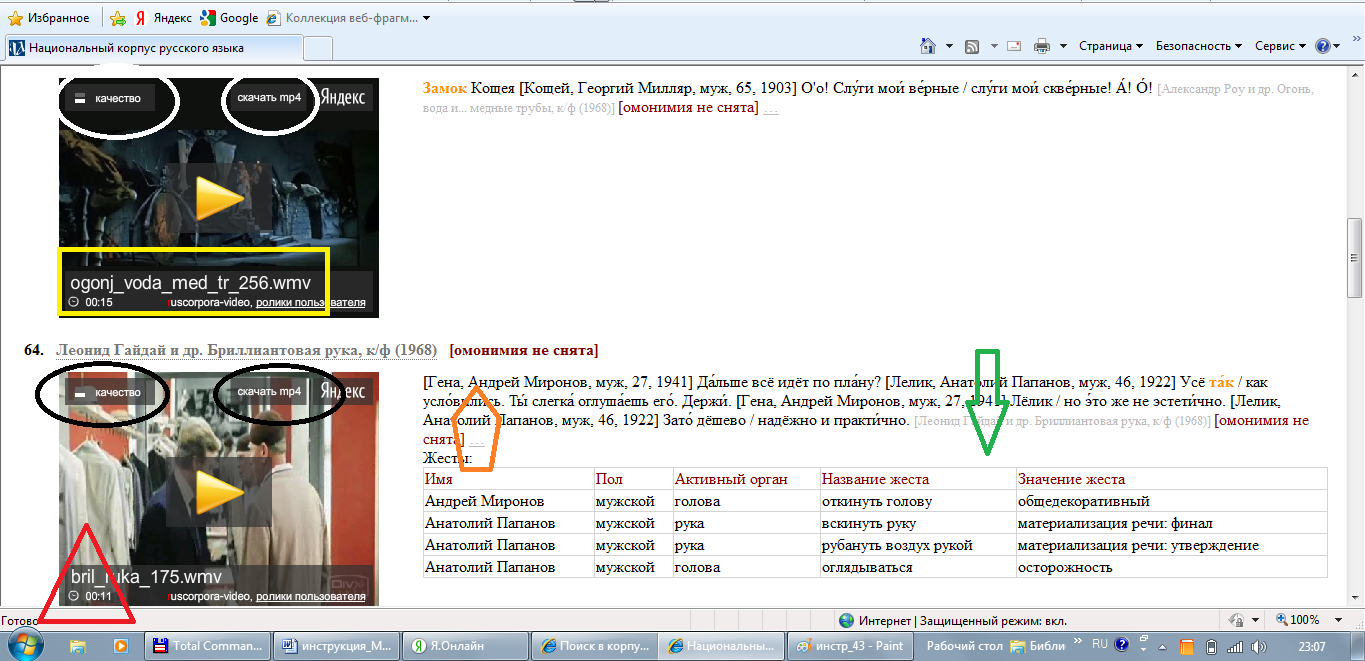 Избранное Яндекс Google Коллекция веб-фрагм...
Национальный корпус русского языка
Страница Безопасность Сервис
качество скачать mp4 Яндекс
ogonj_voda_med_tr_256.wmv
00:15 ruscorpora-video, ролики пользователя
Замок Кощея [Кощей, Георгий Милляр, муж, 65, 1903] О'о! Слу́ги мои́ ве́рные / слу́ги мои́ скве́рные! А́! О́! [Александр Роу и др. Огонь,
вода и... медные трубы, к/ф (1968)] [омонимия не снята] ...
64. Леонид Гайдай и др. Бриллиантовая рука, к/ф (1968) [омонимия не снята]
качество скачать mp4 Яндекс
bril_ruka_175.wmv
00:11 ruscorpora-video, ролики пользователя
[Гена, Андрей Миронов, муж, 27, 1941] Да́льше всё идёт по пла́ну? [Лелик, Анатолий Папанов, муж, 46, 1922] Усё та́к / как
усло́вились. Ты́ слегка́ оглуша́ешь его́. Держи́. [Гена, Андрей Миронов, муж, 27, 1941] Лёлик / но э́то же не эстети́чно. [Лелик,
Анатолий Папанов, муж, 46, 1922] Зато́ дёшево / надёжно и практи́чно. [Леонид Гайдай и др. Бриллиантовая рука, к/ф (1968)] [омонимия не
снята] ...
Жесты:
Имя Пол Активный орган Название жеста Значение жеста
Андрей Миронов мужской голова откинуть голову общедекоративный
Анатолий Папанов мужской рука вскинуть руку материализация речи: финал
Анатолий Папанов мужской рука рубануть воздух рукой материализация речи: утверждение
Анатолий Папанов мужской голова оглядываться осторожность
Готово Интернет | Защищенный режим: вкл. 100%
Total Comman... инструкция_М... Я.Онлайн Поиск в корпу... Национальны... инстр_43 - Paint Рабочий стол Библи RU 23:07